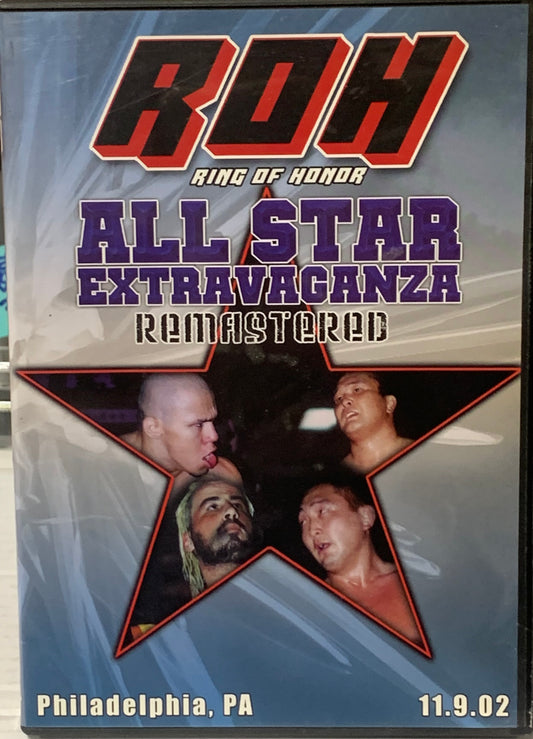 ROH
RING OF HONOR
ALL STAR
EXTRAVAGANZA
REMASTERED
Philadelphia, PA 11.9.02